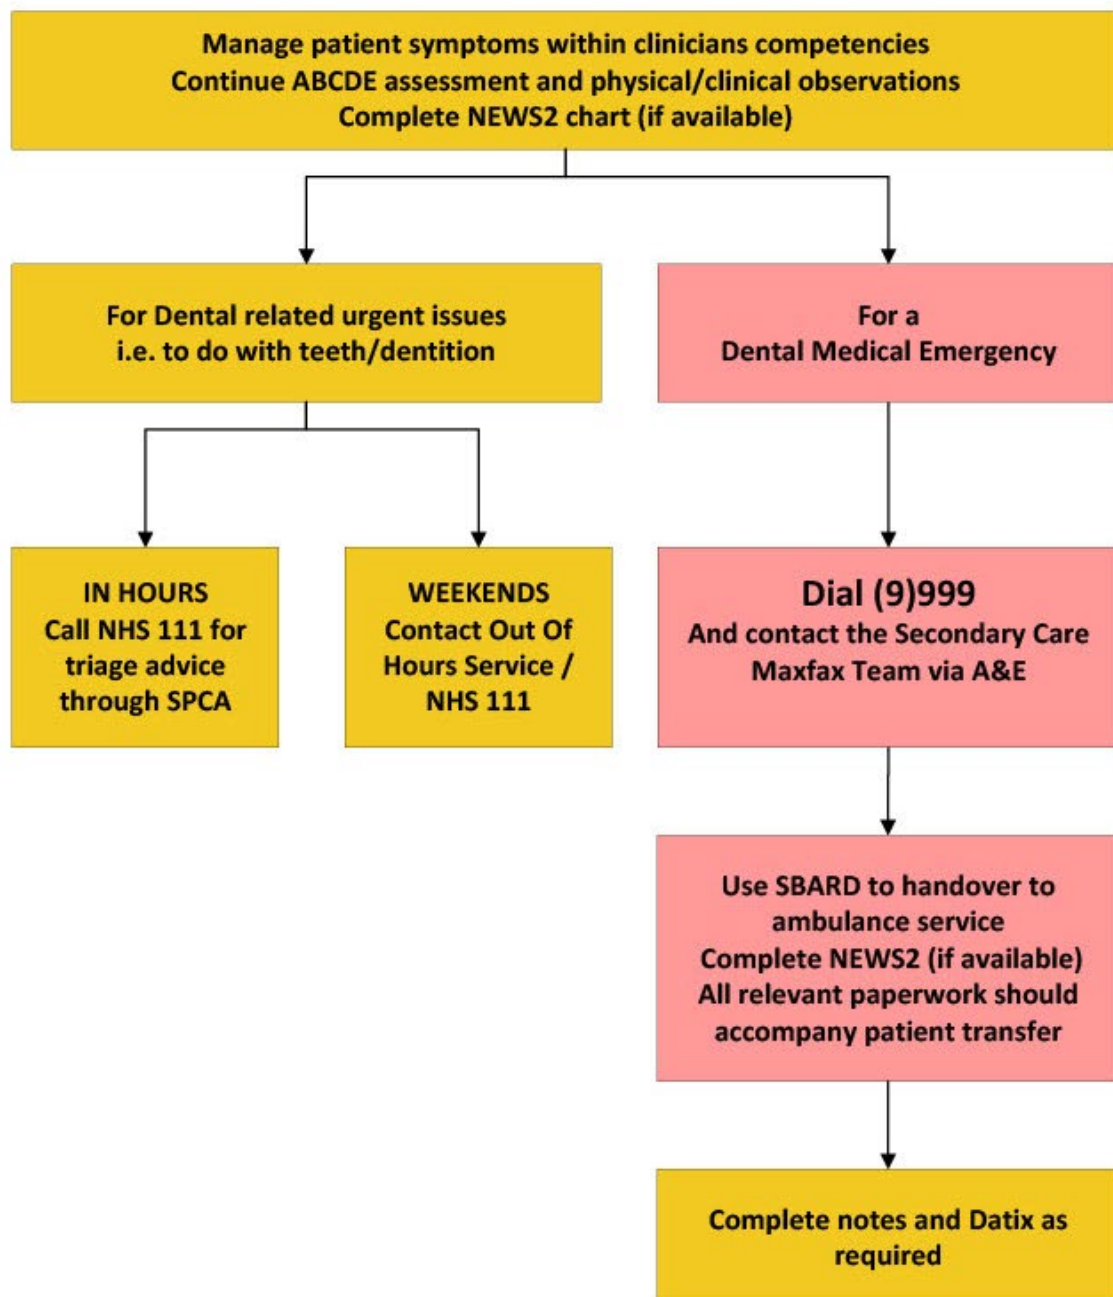 Manage patient symptoms within clinicians competencies
Continue ABCDE assessment and physical/clinical observations
Complete NEWS2 chart (if available)
For Dental related urgent issues
i.e. to do with teeth/dentition
For a
Dental Medical Emergency
IN HOURS
Call NHS 111 for
triage advice
through SPCA
WEEKENDS
Contact Out Of
Hours Service /
NHS 111
Dial (9)999
And contact the Secondary Care
Maxfax Team via A&E
Use SBARD to handover to
ambulance service
Complete NEWS2 (if available)
All relevant paperwork should
accompany patient transfer
Complete notes and Datix as
required